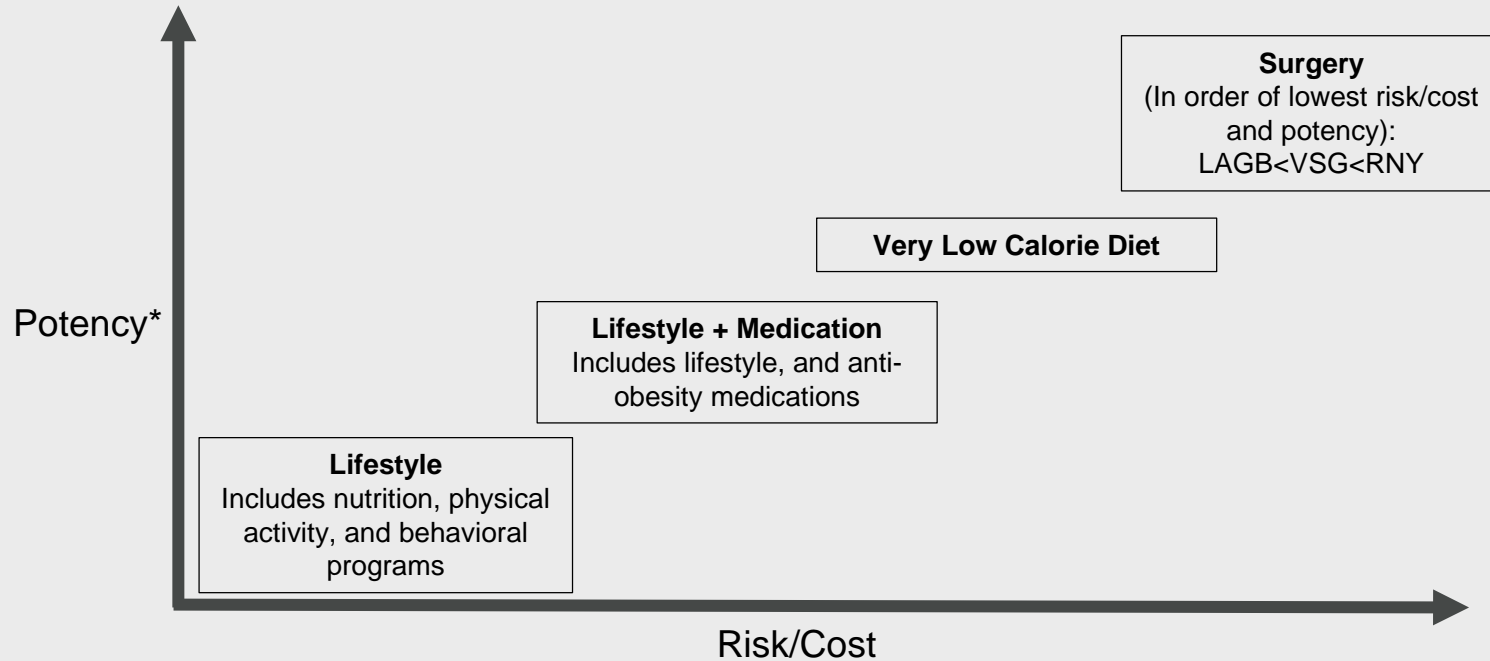 Surgery
(In order of lowest risk/cost
and potency):
LAGB<VSG<RNY
Very Low Calorie Diet
Potency*
Lifestyle + Medication
Includes lifestyle, and anti-
obesity medications
Lifestyle
Includes nutrition, physical
activity, and behavioral
programs
Risk/Cost